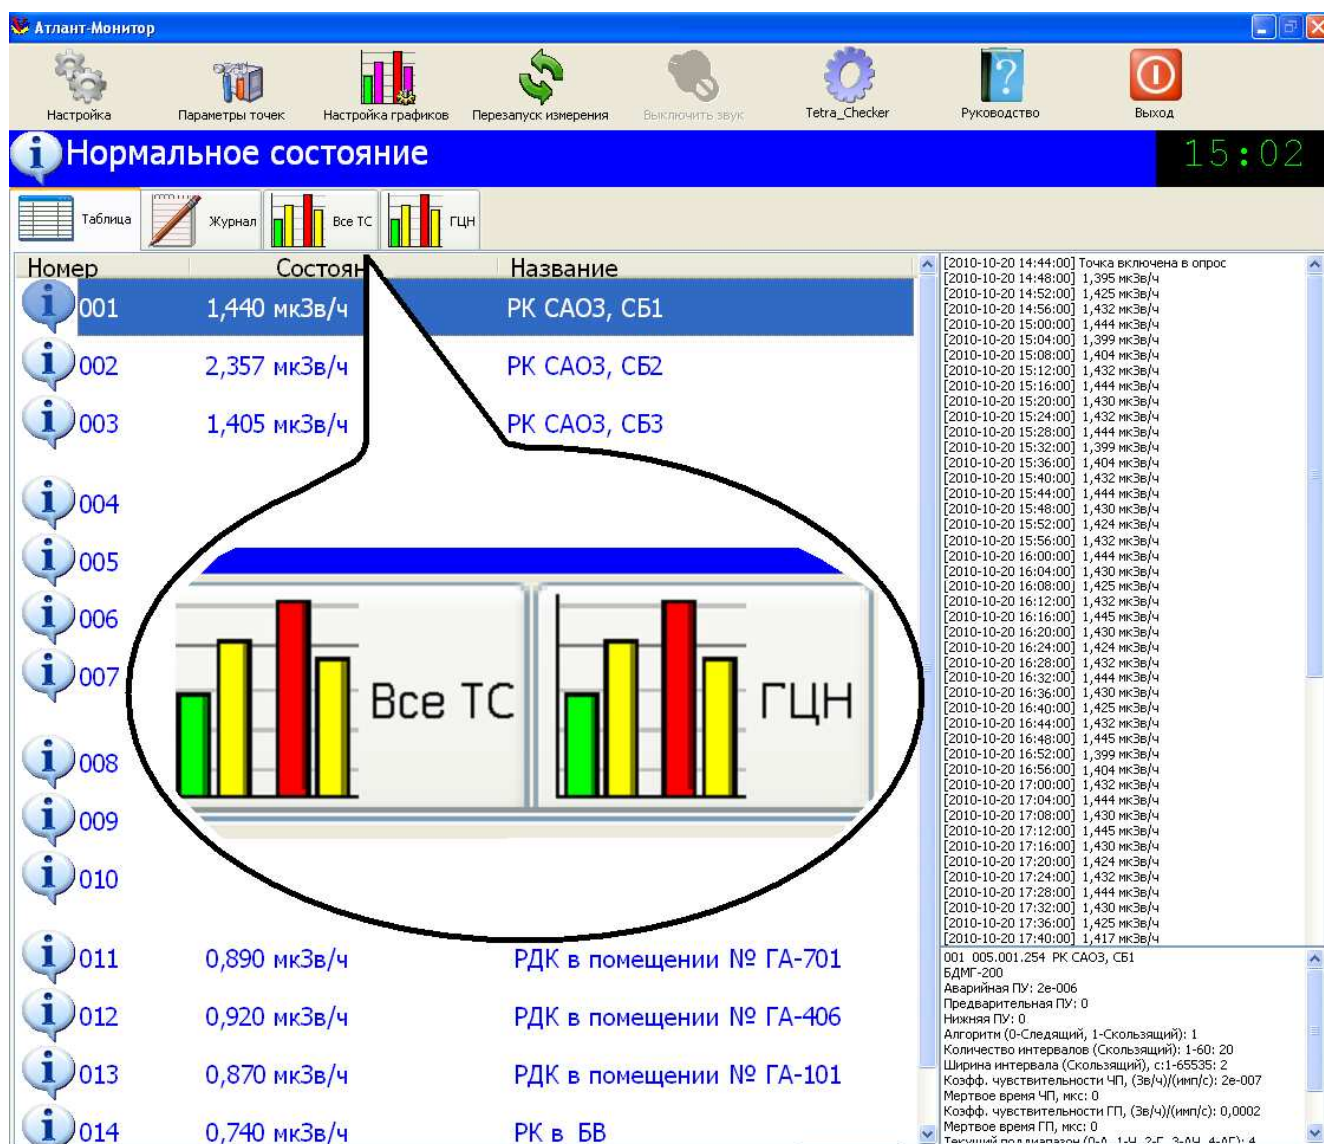 Атлант-Монитор
Настройка Параметры точек Настройка графиков Перезапуск измерения Выключить звук Tetra_Checker Руководство Выход
Нормальное состояние 15:02
Таблица Журнал Все ТС ГЦН
Номер Состоян Название
001 1,440 мкЗв/ч РК САОЗ, СБ1
002 2,357 мкЗв/ч РК САОЗ, СБ2
003 1,405 мкЗв/ч РК САОЗ, СБ3
004
005
006
007
008
009
010
011 0,890 мкЗв/ч РДК в помещении № ГА-701
012 0,920 мкЗв/ч РДК в помещении № ГА-406
013 0,870 мкЗв/ч РДК в помещении № ГА-101
014 0,740 мкЗв/ч РК в БВ
Все ТС ГЦН
[2010-10-20 14:44:00] Точка включена в опрос
[2010-10-20 14:48:00] 1,395 мкЗв/ч
[2010-10-20 14:52:00] 1,425 мкЗв/ч
[2010-10-20 14:56:00] 1,432 мкЗв/ч
[2010-10-20 15:00:00] 1,444 мкЗв/ч
[2010-10-20 15:04:00] 1,399 мкЗв/ч
[2010-10-20 15:08:00] 1,404 мкЗв/ч
[2010-10-20 15:12:00] 1,432 мкЗв/ч
[2010-10-20 15:16:00] 1,444 мкЗв/ч
[2010-10-20 15:20:00] 1,430 мкЗв/ч
[2010-10-20 15:24:00] 1,432 мкЗв/ч
[2010-10-20 15:28:00] 1,444 мкЗв/ч
[2010-10-20 15:32:00] 1,399 мкЗв/ч
[2010-10-20 15:36:00] 1,404 мкЗв/ч
[2010-10-20 15:40:00] 1,432 мкЗв/ч
[2010-10-20 15:44:00] 1,444 мкЗв/ч
[2010-10-20 15:48:00] 1,430 мкЗв/ч
[2010-10-20 15:52:00] 1,424 мкЗв/ч
[2010-10-20 15:56:00] 1,432 мкЗв/ч
[2010-10-20 16:00:00] 1,444 мкЗв/ч
[2010-10-20 16:04:00] 1,430 мкЗв/ч
[2010-10-20 16:08:00] 1,425 мкЗв/ч
[2010-10-20 16:12:00] 1,432 мкЗв/ч
[2010-10-20 16:16:00] 1,445 мкЗв/ч
[2010-10-20 16:20:00] 1,430 мкЗв/ч
[2010-10-20 16:24:00] 1,424 мкЗв/ч
[2010-10-20 16:28:00] 1,432 мкЗв/ч
[2010-10-20 16:32:00] 1,444 мкЗв/ч
[2010-10-20 16:36:00] 1,430 мкЗв/ч
[2010-10-20 16:40:00] 1,425 мкЗв/ч
[2010-10-20 16:44:00] 1,432 мкЗв/ч
[2010-10-20 16:48:00] 1,445 мкЗв/ч
[2010-10-20 16:52:00] 1,399 мкЗв/ч
[2010-10-20 16:56:00] 1,404 мкЗв/ч
[2010-10-20 17:00:00] 1,432 мкЗв/ч
[2010-10-20 17:04:00] 1,444 мкЗв/ч
[2010-10-20 17:08:00] 1,430 мкЗв/ч
[2010-10-20 17:12:00] 1,445 мкЗв/ч
[2010-10-20 17:16:00] 1,430 мкЗв/ч
[2010-10-20 17:20:00] 1,424 мкЗв/ч
[2010-10-20 17:24:00] 1,432 мкЗв/ч
[2010-10-20 17:28:00] 1,444 мкЗв/ч
[2010-10-20 17:32:00] 1,430 мкЗв/ч
[2010-10-20 17:36:00] 1,425 мкЗв/ч
[2010-10-20 17:40:00] 1,417 мкЗв/ч
001 005.001.254 РК САОЗ, СБ1
БДМГ-200
Аварийная ПУ: 2e-006
Предварительная ПУ: 0
Нижняя ПУ: 0
Алгоритм (0-Следящий, 1-Скользящий): 1
Количество интервалов (Скользящий): 1-60: 20
Ширина интервала (Скользящий), с:1-65535: 2
Коэфф. чувствительности ЧП, (Зв/ч)/(имп/с): 2e-007
Мертвое время ЧП, мкс: 0
Коэфф. чувствительности ГП, (Зв/ч)/(имп/с): 0,0002
Мертвое время ГП, мкс: 0
Текущий поддиапазон (0-А, 1-Ч, 2-Г, 3-АЧ, 4-АГ): 4